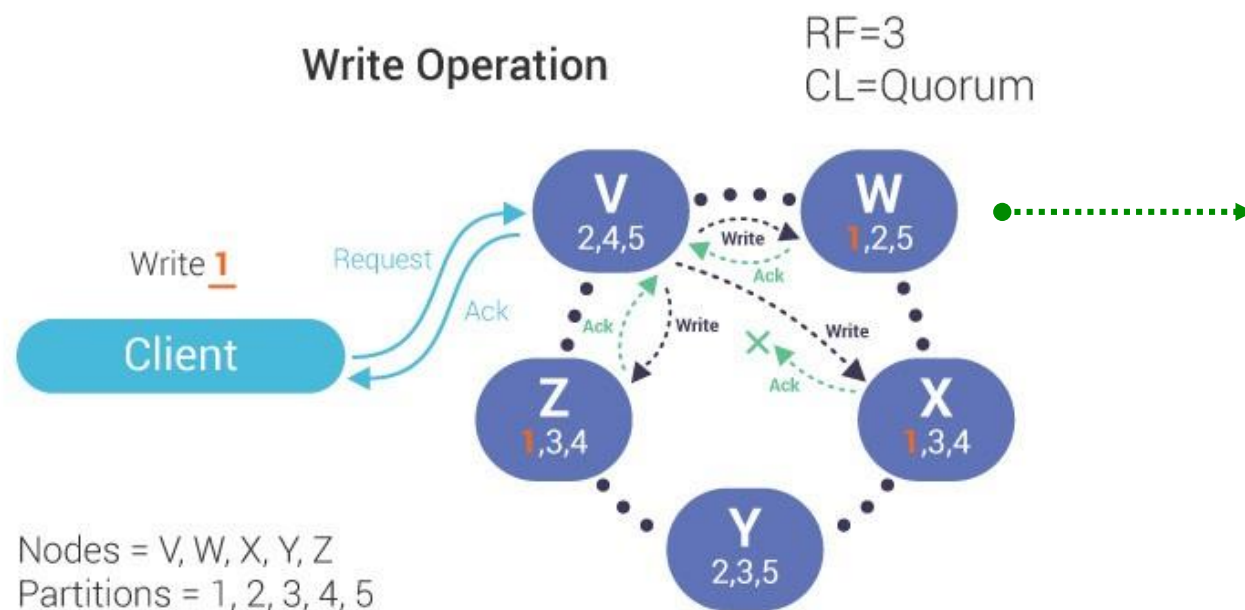 Write Operation
RF=3
CL=Quorum
V
2,4,5
W
1,2,5
Write
Ack
Request
Write 1
Ack
Client
Ack
Write
Write
Ack
Z
1,3,4
X
1,3,4
Y
2,3,5
Nodes = V, W, X, Y, Z
Partitions = 1, 2, 3, 4, 5